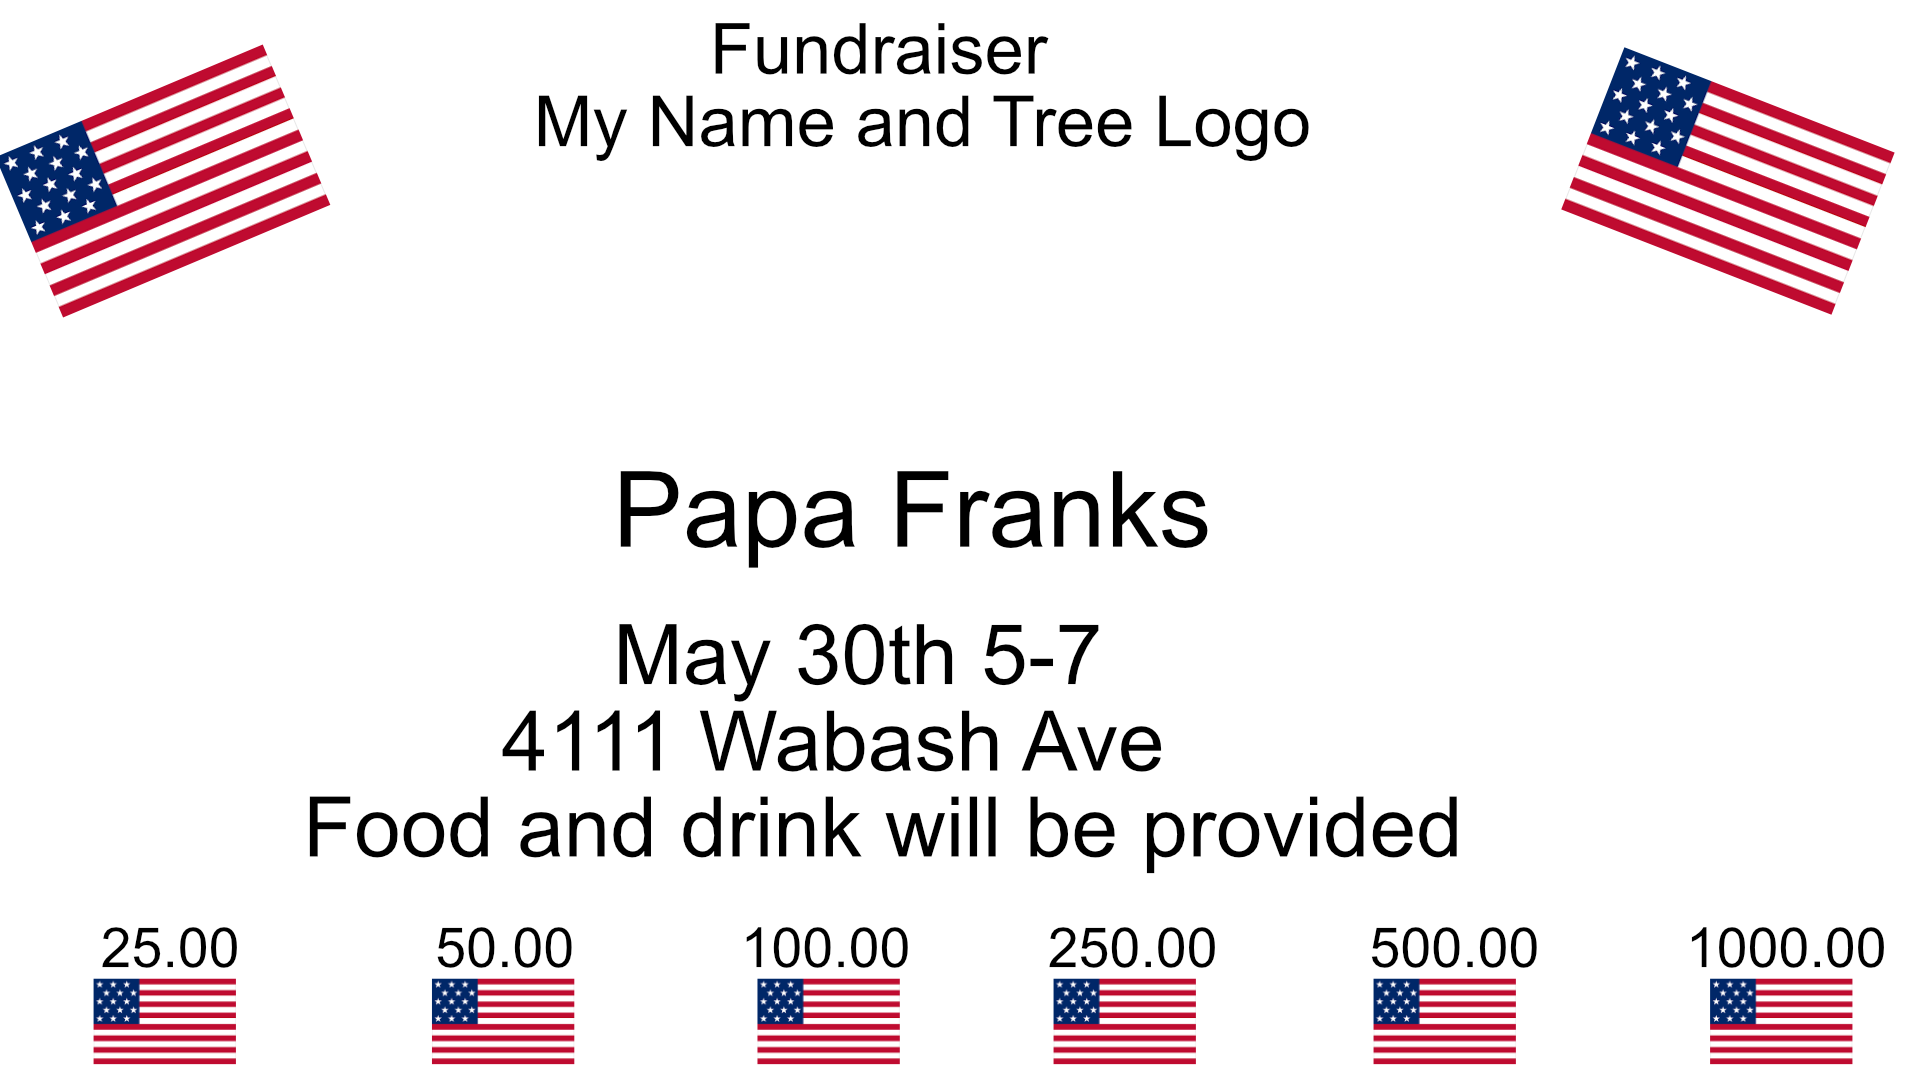 Fundraiser
My Name and Tree Logo
Papa Franks
May 30th 5-7
4111 Wabash Ave
Food and drink will be provided
25.00 50.00 100.00 250.00 500.00 1000.00